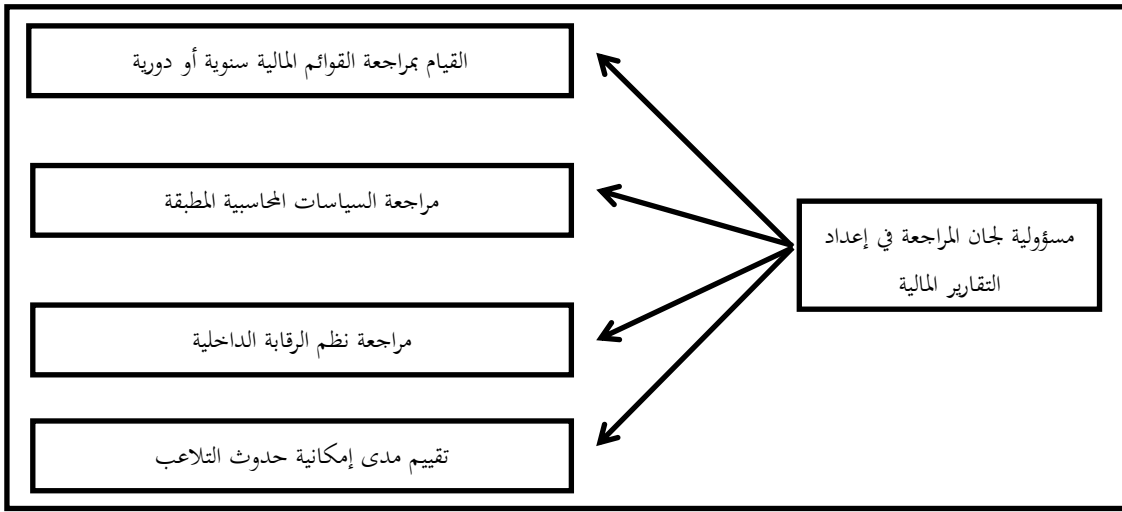 مسؤولية لجان المراجعة في إعداد
التقارير المالية
القيام بمراجعة القوائم المالية سنوية أو دورية
مراجعة السياسات المحاسبية المطبقة
مراجعة نظم الرقابة الداخلية
تقييم مدى إمكانية حدوث التلاعب